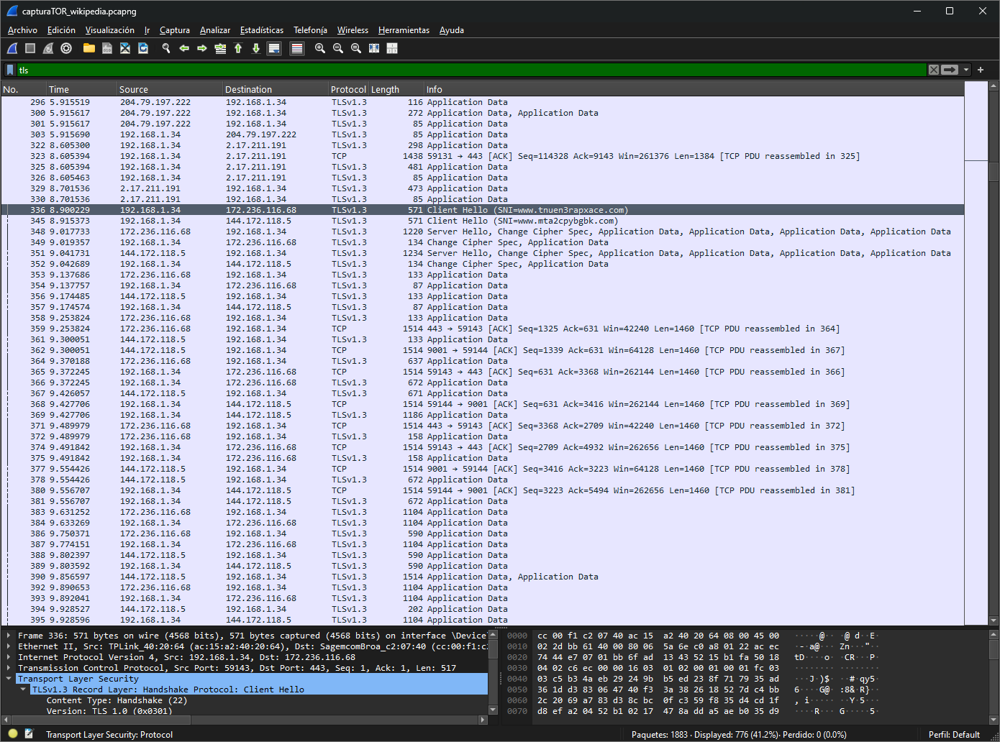 capturaTOR_wikipedia.pcapng
Archivo Edición Visualización Ir Captura Analizar Estadísticas Telefonía Wireless Herramientas Ayuda
tls
No. Time Source Destination Protocol Length Info
296 5.915519 204.79.197.222 192.168.1.34 TLSv1.3 116 Application Data
300 5.915617 204.79.197.222 192.168.1.34 TLSv1.3 272 Application Data, Application Data
301 5.915617 204.79.197.222 192.168.1.34 TLSv1.3 85 Application Data
303 5.915690 192.168.1.34 204.79.197.222 TLSv1.3 85 Application Data
322 8.605300 192.168.1.34 2.17.211.191 TLSv1.3 298 Application Data
323 8.605394 192.168.1.34 2.17.211.191 TCP 1438 59131 → 443 [ACK] Seq=114328 Ack=9143 Win=261376 Len=1384 [TCP PDU reassembled in 325]
325 8.605394 192.168.1.34 2.17.211.191 TLSv1.3 481 Application Data
326 8.605463 192.168.1.34 2.17.211.191 TLSv1.3 85 Application Data
329 8.701536 2.17.211.191 192.168.1.34 TLSv1.3 473 Application Data
330 8.701536 2.17.211.191 192.168.1.34 TLSv1.3 85 Application Data
336 8.900229 192.168.1.34 172.236.116.68 TLSv1.3 571 Client Hello (SNI=www.tnuen3rapxace.com)
345 8.915373 192.168.1.34 144.172.118.5 TLSv1.3 571 Client Hello (SNI=www.mta2cpybgbk.com)
348 9.017733 172.236.116.68 192.168.1.34 TLSv1.3 1220 Server Hello, Change Cipher Spec, Application Data, Application Data, Application Data, Application Data
349 9.019357 192.168.1.34 172.236.116.68 TLSv1.3 134 Change Cipher Spec, Application Data
351 9.041731 144.172.118.5 192.168.1.34 TLSv1.3 1234 Server Hello, Change Cipher Spec, Application Data, Application Data, Application Data, Application Data
352 9.042689 192.168.1.34 144.172.118.5 TLSv1.3 134 Change Cipher Spec, Application Data
353 9.137686 172.236.116.68 192.168.1.34 TLSv1.3 133 Application Data
354 9.137757 192.168.1.34 172.236.116.68 TLSv1.3 87 Application Data
356 9.174485 144.172.118.5 192.168.1.34 TLSv1.3 133 Application Data
357 9.174574 192.168.1.34 144.172.118.5 TLSv1.3 87 Application Data
358 9.253824 172.236.116.68 192.168.1.34 TLSv1.3 133 Application Data
359 9.253824 172.236.116.68 192.168.1.34 TCP 1514 443 → 59143 [ACK] Seq=1325 Ack=631 Win=42240 Len=1460 [TCP PDU reassembled in 364]
361 9.300051 144.172.118.5 192.168.1.34 TLSv1.3 133 Application Data
362 9.300051 144.172.118.5 192.168.1.34 TCP 1514 9001 → 59144 [ACK] Seq=1339 Ack=631 Win=64128 Len=1460 [TCP PDU reassembled in 367]
364 9.370188 172.236.116.68 192.168.1.34 TLSv1.3 637 Application Data
365 9.372245 192.168.1.34 172.236.116.68 TCP 1514 59143 → 443 [ACK] Seq=631 Ack=3368 Win=262144 Len=1460 [TCP PDU reassembled in 366]
366 9.372245 192.168.1.34 172.236.116.68 TLSv1.3 672 Application Data
367 9.426057 144.172.118.5 192.168.1.34 TLSv1.3 671 Application Data
368 9.427706 192.168.1.34 144.172.118.5 TCP 1514 59144 → 9001 [ACK] Seq=631 Ack=3416 Win=262144 Len=1460 [TCP PDU reassembled in 369]
369 9.427706 192.168.1.34 144.172.118.5 TLSv1.3 1186 Application Data
371 9.489979 172.236.116.68 192.168.1.34 TCP 1514 443 → 59143 [ACK] Seq=3368 Ack=2709 Win=42240 Len=1460 [TCP PDU reassembled in 372]
372 9.489979 172.236.116.68 192.168.1.34 TLSv1.3 158 Application Data
374 9.491842 192.168.1.34 172.236.116.68 TCP 1514 59143 → 443 [ACK] Seq=2709 Ack=4932 Win=262656 Len=1460 [TCP PDU reassembled in 375]
375 9.491842 192.168.1.34 172.236.116.68 TLSv1.3 158 Application Data
377 9.554426 144.172.118.5 192.168.1.34 TCP 1514 9001 → 59144 [ACK] Seq=3416 Ack=3223 Win=64128 Len=1460 [TCP PDU reassembled in 378]
378 9.554426 144.172.118.5 192.168.1.34 TLSv1.3 672 Application Data
380 9.556707 192.168.1.34 144.172.118.5 TCP 1514 59144 → 9001 [ACK] Seq=3223 Ack=5494 Win=262656 Len=1460 [TCP PDU reassembled in 381]
381 9.556707 192.168.1.34 144.172.118.5 TLSv1.3 672 Application Data
383 9.631252 172.236.116.68 192.168.1.34 TLSv1.3 1104 Application Data
384 9.633269 192.168.1.34 172.236.116.68 TLSv1.3 1104 Application Data
386 9.750371 172.236.116.68 192.168.1.34 TLSv1.3 590 Application Data
387 9.774151 192.168.1.34 172.236.116.68 TLSv1.3 1104 Application Data
388 9.802397 144.172.118.5 192.168.1.34 TLSv1.3 590 Application Data
389 9.803592 192.168.1.34 144.172.118.5 TLSv1.3 590 Application Data
390 9.856597 144.172.118.5 192.168.1.34 TLSv1.3 1514 Application Data, Application Data
392 9.890653 172.236.116.68 192.168.1.34 TLSv1.3 1104 Application Data
393 9.892041 192.168.1.34 172.236.116.68 TLSv1.3 1104 Application Data
394 9.928527 144.172.118.5 192.168.1.34 TLSv1.3 202 Application Data
395 9.928596 192.168.1.34 144.172.118.5 TLSv1.3 1104 Application Data
Frame 336: 571 bytes on wire (4568 bits), 571 bytes captured (4568 bits) on interface \Device
Ethernet II, Src: TPLink_40:20:64 (ac:15:a2:40:20:64), Dst: SagemcomBroa_c2:07:40 (cc:00:f1:c
Internet Protocol Version 4, Src: 192.168.1.34, Dst: 172.236.116.68
Transmission Control Protocol, Src Port: 59143, Dst Port: 443, Seq: 1, Ack: 1, Len: 517
Transport Layer Security
TLSv1.3 Record Layer: Handshake Protocol: Client Hello
Content Type: Handshake (22)
Version: TLS 1.0 (0x0301)
0000 cc 00 f1 c2 07 40 ac 15 a2 40 20 64 08 00 45 00 ·····@·· ·@ d··E·
0010 02 2d bb 61 40 00 80 06 5a 6e c0 a8 01 22 ac ec ·-·a@··· Zn···"··
0020 74 44 e7 07 01 bb 6f ad 13 43 52 15 b1 fa 50 18 tD····o· ·CR···P·
0030 04 02 c6 ec 00 00 16 03 01 02 00 01 00 01 fc 03
0040 03 c5 b3 4a eb 29 24 9b b5 ed 23 8f 71 79 35 ad ···J·)$· ··#·qy5·
0050 36 1d d3 83 06 47 40 f3 3a 38 26 18 52 7d c4 bb 6····G@· :8&·R}··
0060 2c 20 69 a7 83 d3 8c bc 0f c3 59 f8 35 d4 cd 1f , i····· ··Y·5···
0070 d8 ef a2 04 52 b1 02 17 47 8a dd a5 ae b0 35 d9 ····R··· G·····5·
Transport Layer Security: Protocol
Paquetes: 1883 · Displayed: 776 (41.2%) · Perdido: 0 (0.0%)
Perfil: Default